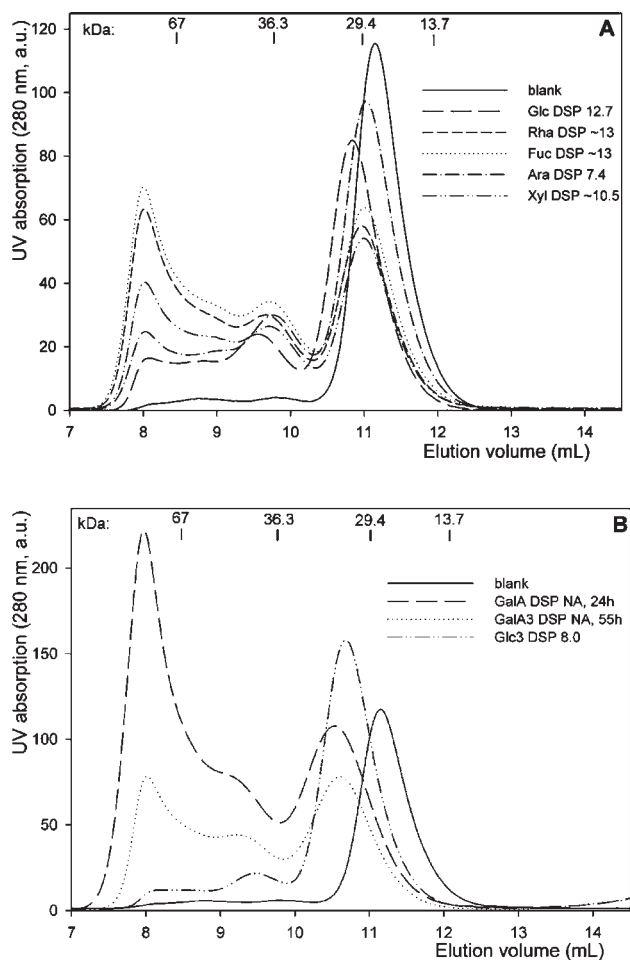 kDa: 67 36.3 29.4 13.7 A
120
100
80
60
40
20
0
UV absorption (280 nm, a.u.)
blank
Glc DSP 12.7
Rha DSP ~13
Fuc DSP ~13
Ara DSP 7.4
Xyl DSP ~10.5
7 8 9 10 11 12 13 14
Elution volume (mL)
kDa: 67 36.3 29.4 13.7 B
200
150
100
50
0
UV absorption (280 nm, a.u.)
blank
GalA DSP NA, 24h
GalA3 DSP NA, 55h
Glc3 DSP 8.0
7 8 9 10 11 12 13 14
Elution volume (mL)